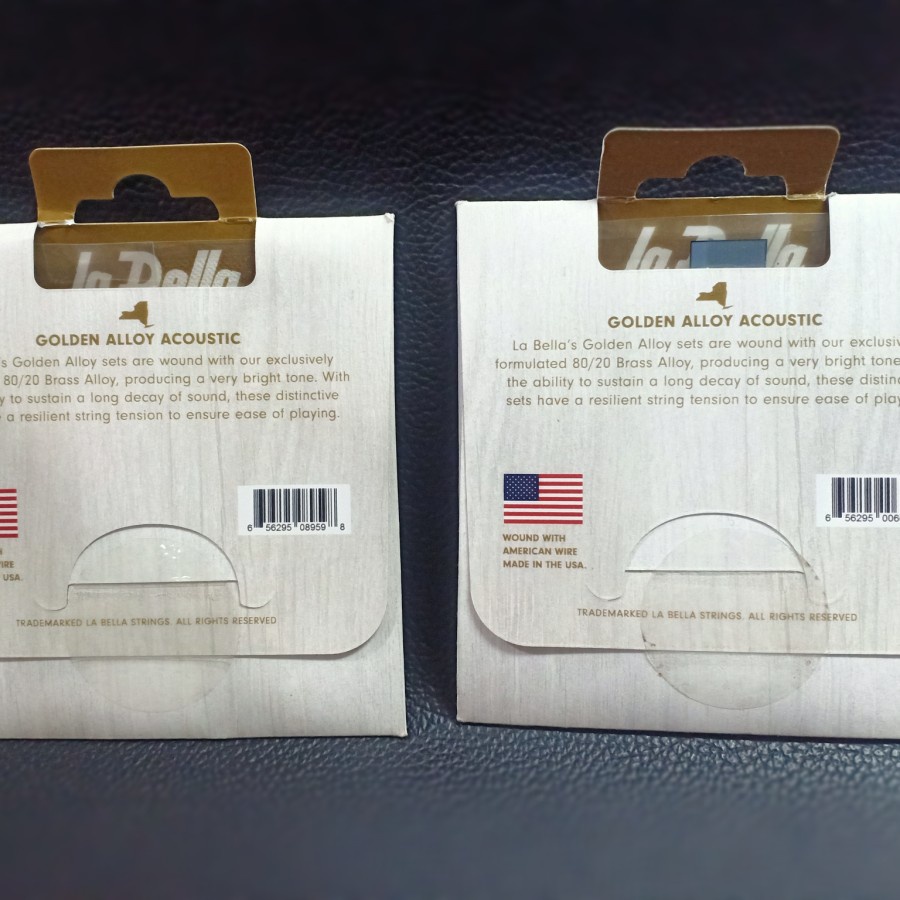 la Bella
GOLDEN ALLOY ACOUSTIC
's Golden Alloy sets are wound with our exclusively
80/20 Brass Alloy, producing a very bright tone. With
y to sustain a long decay of sound, these distinctive
a resilient string tension to ensure ease of playing.
6 56295 08959 8
USA.
TRADEMARKED LA BELLA STRINGS. ALL RIGHTS RESERVED
la lla
GOLDEN ALLOY ACOUSTIC
La Bella's Golden Alloy sets are wound with our exclusiv
formulated 80/20 Brass Alloy, producing a very bright tone
the ability to sustain a long decay of sound, these distinc
sets have a resilient string tension to ensure ease of play
6 56295 006
WOUND WITH
AMERICAN WIRE
MADE IN THE USA.
TRADEMARKED LA BELLA STRINGS. ALL RIGHTS RESERVED